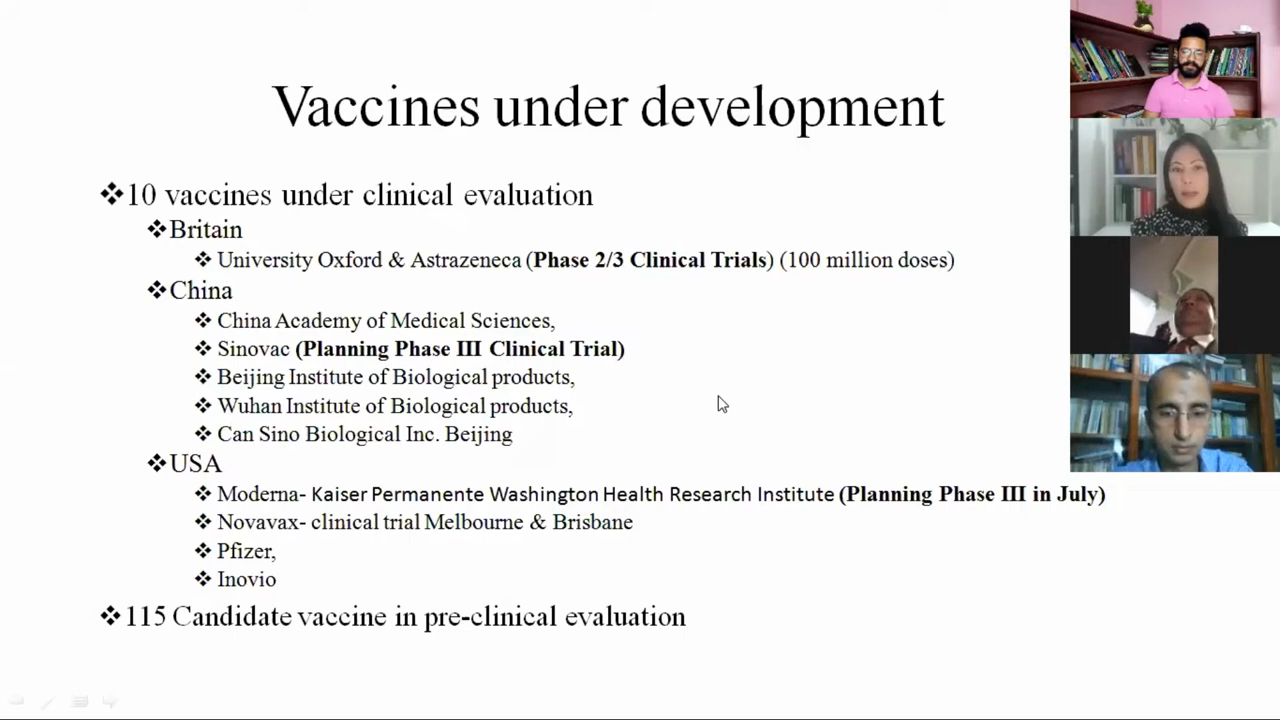 Vaccines under development
❖10 vaccines under clinical evaluation
❖Britain
❖ University Oxford & Astrazeneca (Phase 2/3 Clinical Trials) (100 million doses)
❖China
❖ China Academy of Medical Sciences,
❖ Sinovac (Planning Phase III Clinical Trial)
❖ Beijing Institute of Biological products,
❖ Wuhan Institute of Biological products,
❖ Can Sino Biological Inc. Beijing
❖USA
❖ Moderna- Kaiser Permanente Washington Health Research Institute (Planning Phase III in July)
❖ Novavax- clinical trial Melbourne & Brisbane
❖ Pfizer,
❖ Inovio
❖115 Candidate vaccine in pre-clinical evaluation